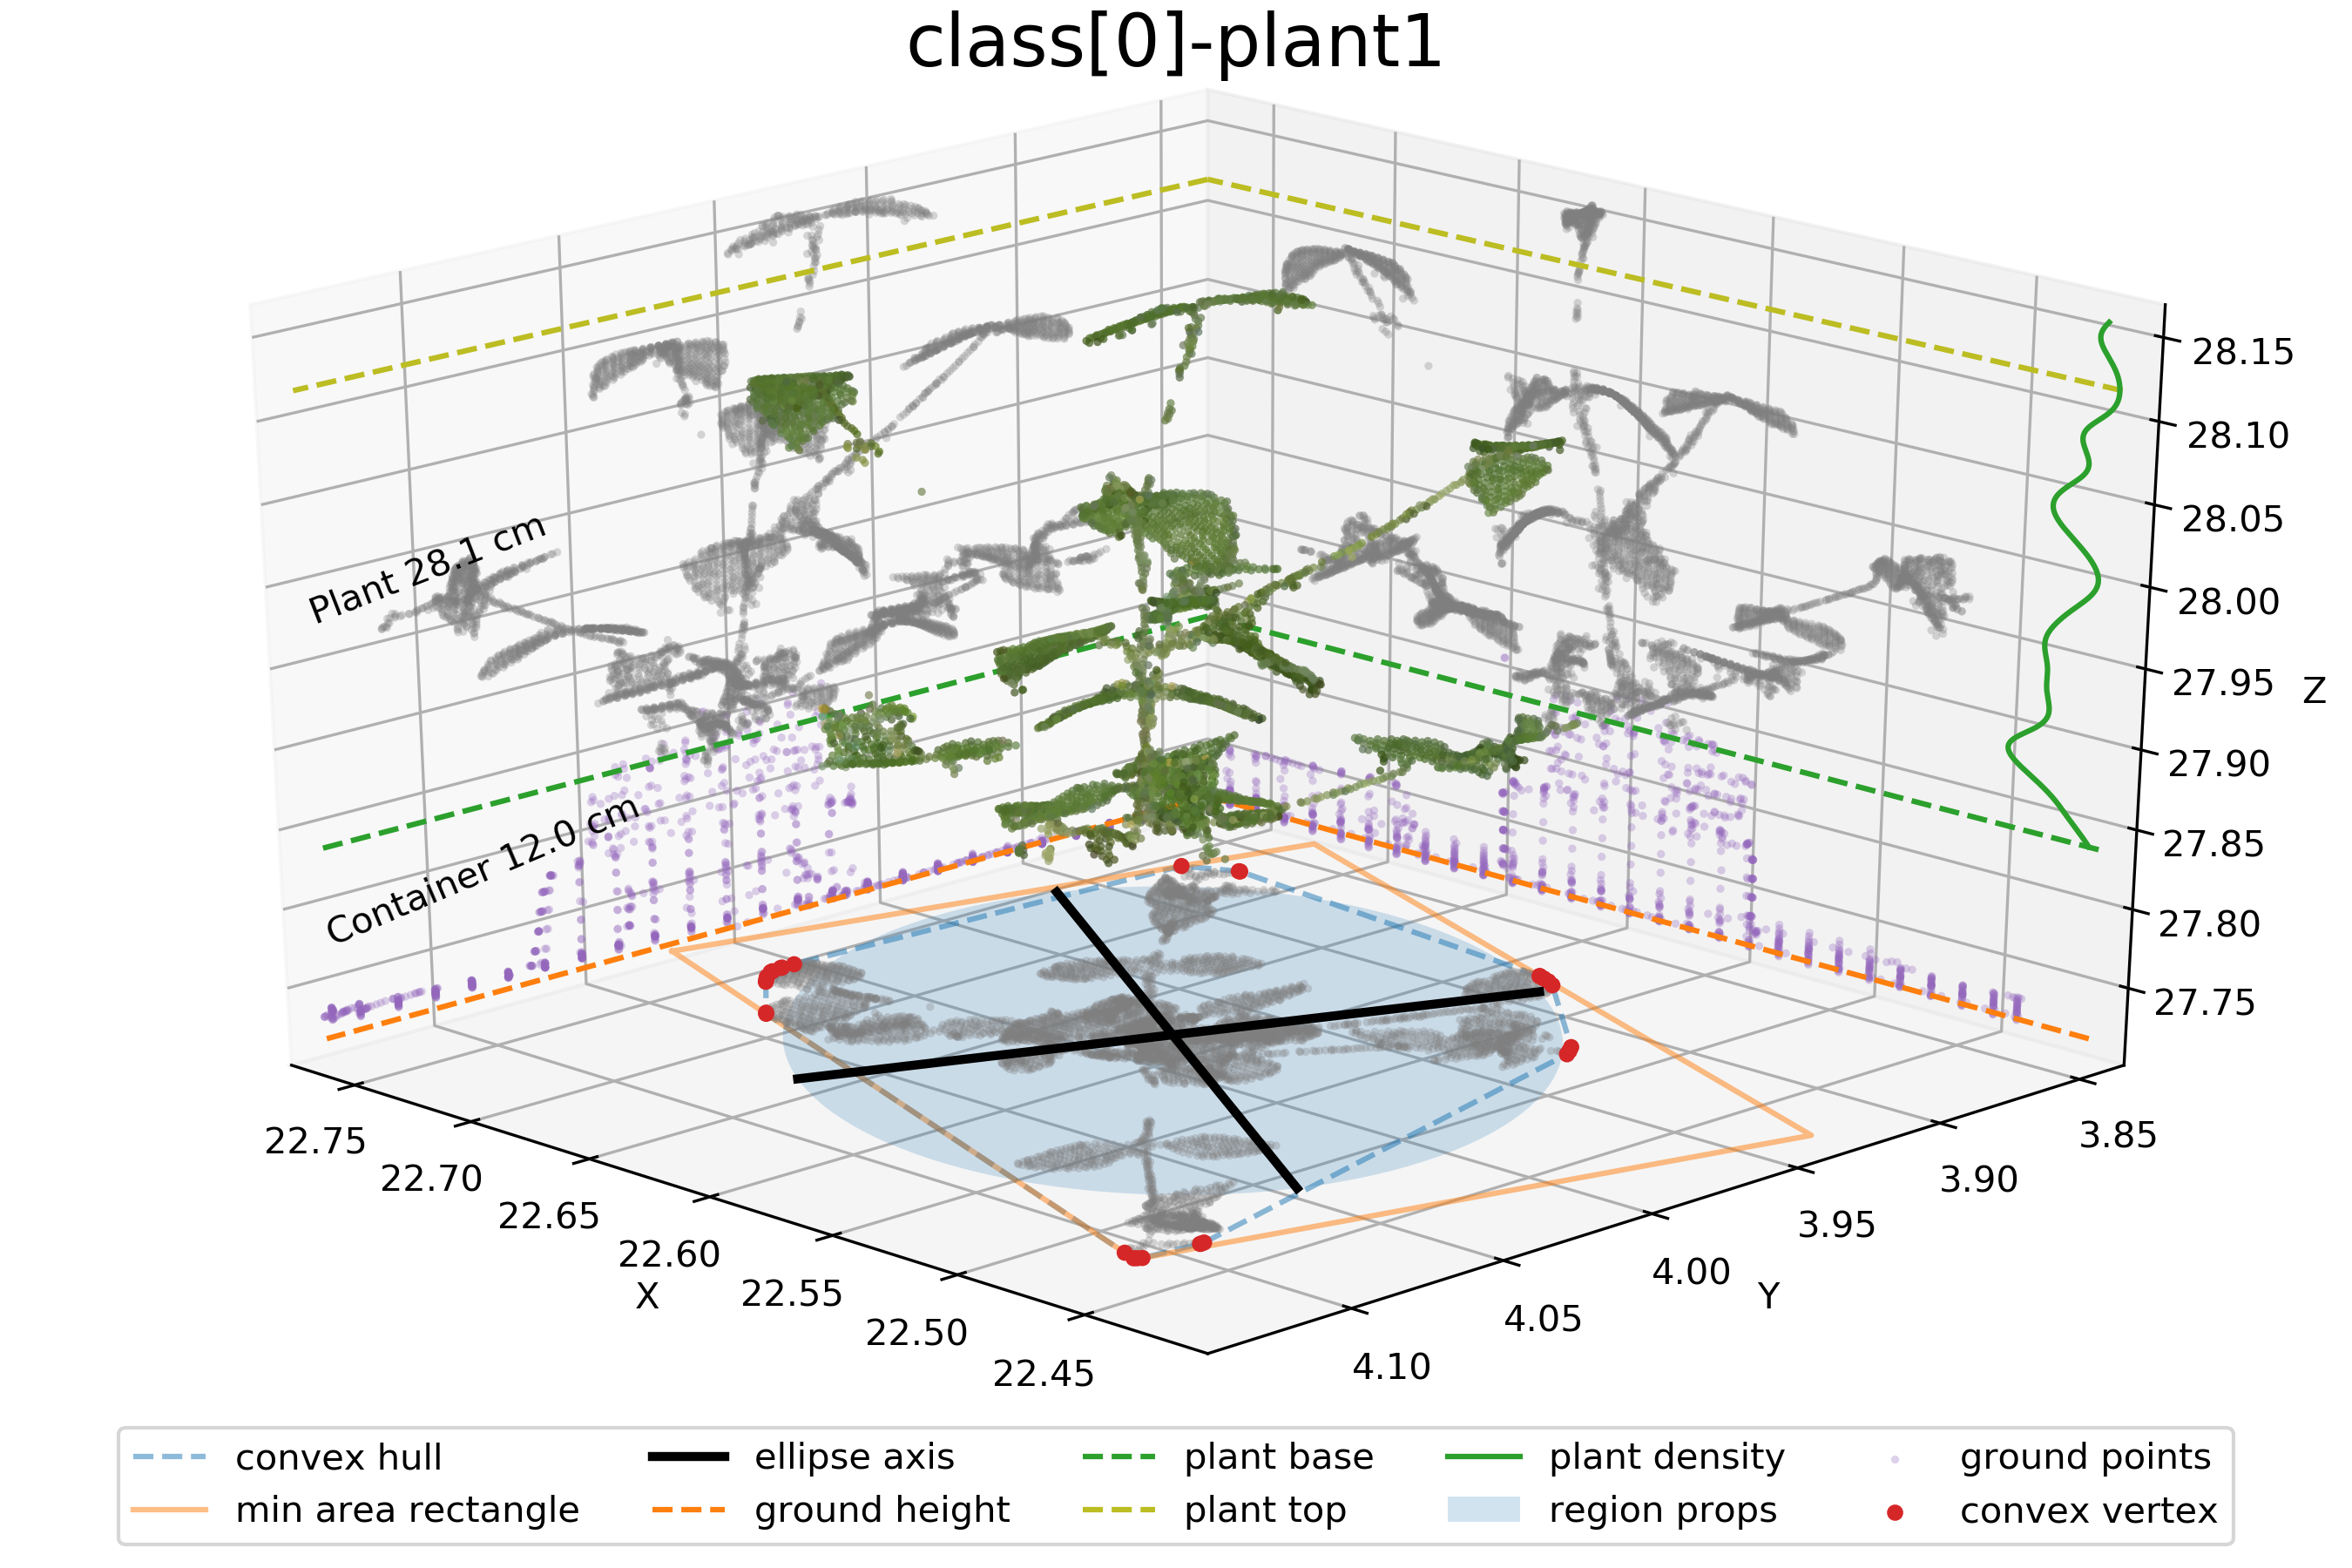 class[0]-plant1
Plant 28.1 cm
Container 12.0 cm
28.15
28.10
28.05
28.00
27.95
27.90
27.85
27.80
27.75
Z
22.75
22.70
22.65
22.60
22.55
22.50
22.45
X
3.85
3.90
3.95
4.00
4.05
4.10
Y
convex hull
min area rectangle
ellipse axis
ground height
plant base
plant top
plant density
region props
ground points
convex vertex